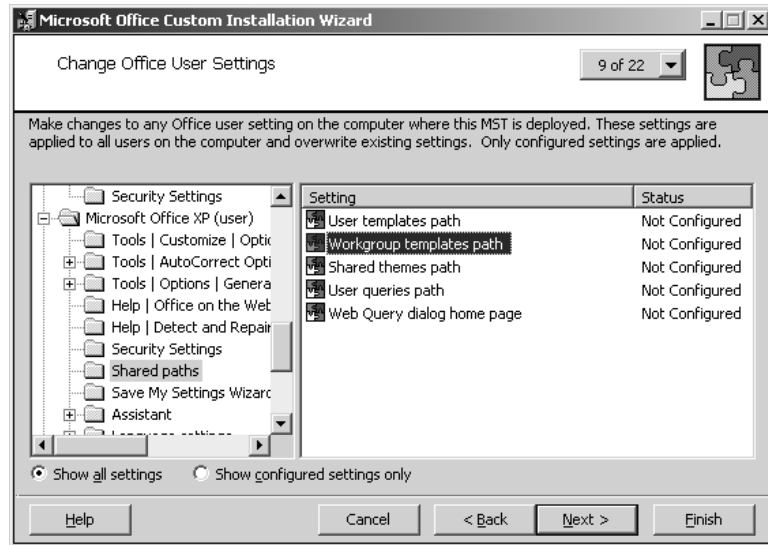 Microsoft Office Custom Installation Wizard
Change Office User Settings
9 of 22
Make changes to any Office user setting on the computer where this MST is deployed. These settings are
applied to all users on the computer and overwrite existing settings. Only configured settings are applied.
Security Settings
Microsoft Office XP (user)
Tools | Customize | Optic
Tools | AutoCorrect Opti
Tools | Options | Genera
Help | Office on the Web
Help | Detect and Repair
Security Settings
Shared paths
Save My Settings Wizard
Assistant
Setting Status
User templates path Not Configured
Workgroup templates path Not Configured
Shared themes path Not Configured
User queries path Not Configured
Web Query dialog home page Not Configured
Show all settings Show configured settings only
Help Cancel < Back Next > Finish